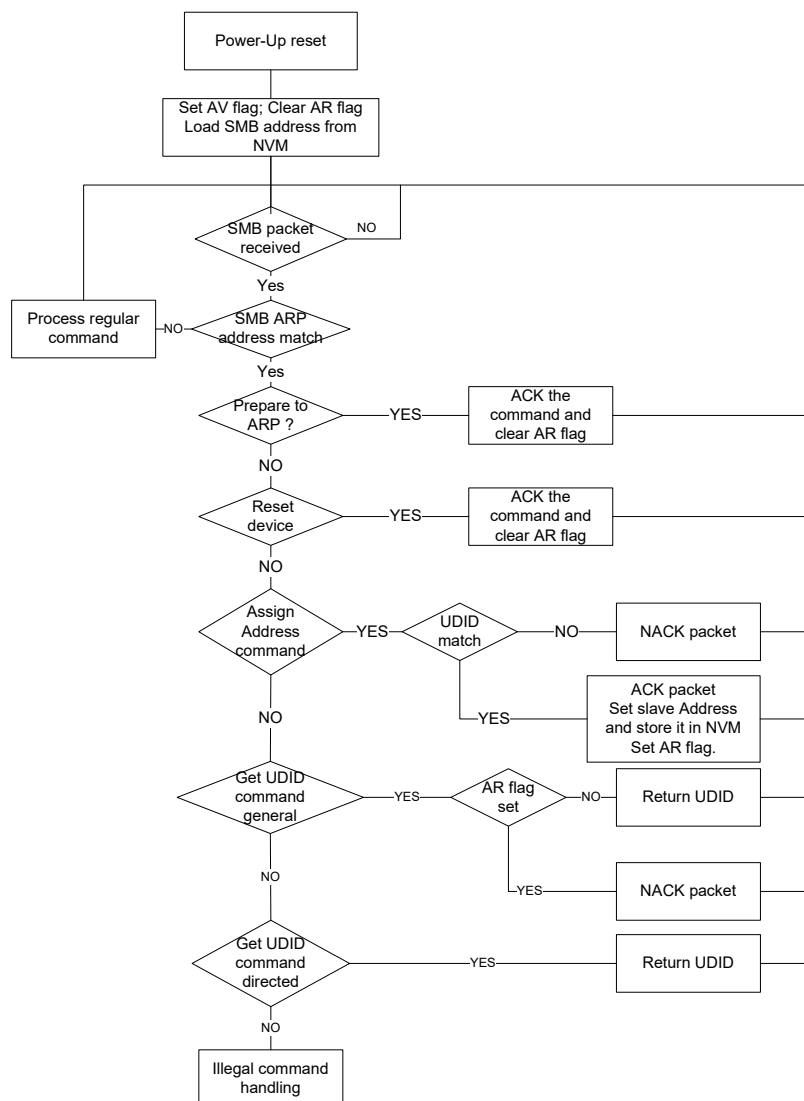 Power-Up reset
Set AV flag; Clear AR flag
Load SMB address from
NVM
SMB packet
received
NO
Yes
Process regular
command
NO
SMB ARP
address match
Yes
Prepare to
ARP ?
YES
ACK the
command and
clear AR flag
NO
Reset
device
YES
ACK the
command and
clear AR flag
NO
Assign
Address
command
YES
UDID
match
NO
NACK packet
YES
ACK packet
Set slave Address
and store it in NVM
Set AR flag.
NO
Get UDID
command
general
YES
AR flag
set
NO
Return UDID
YES
NACK packet
NO
Get UDID
command
directed
YES
Return UDID
NO
Illegal command
handling